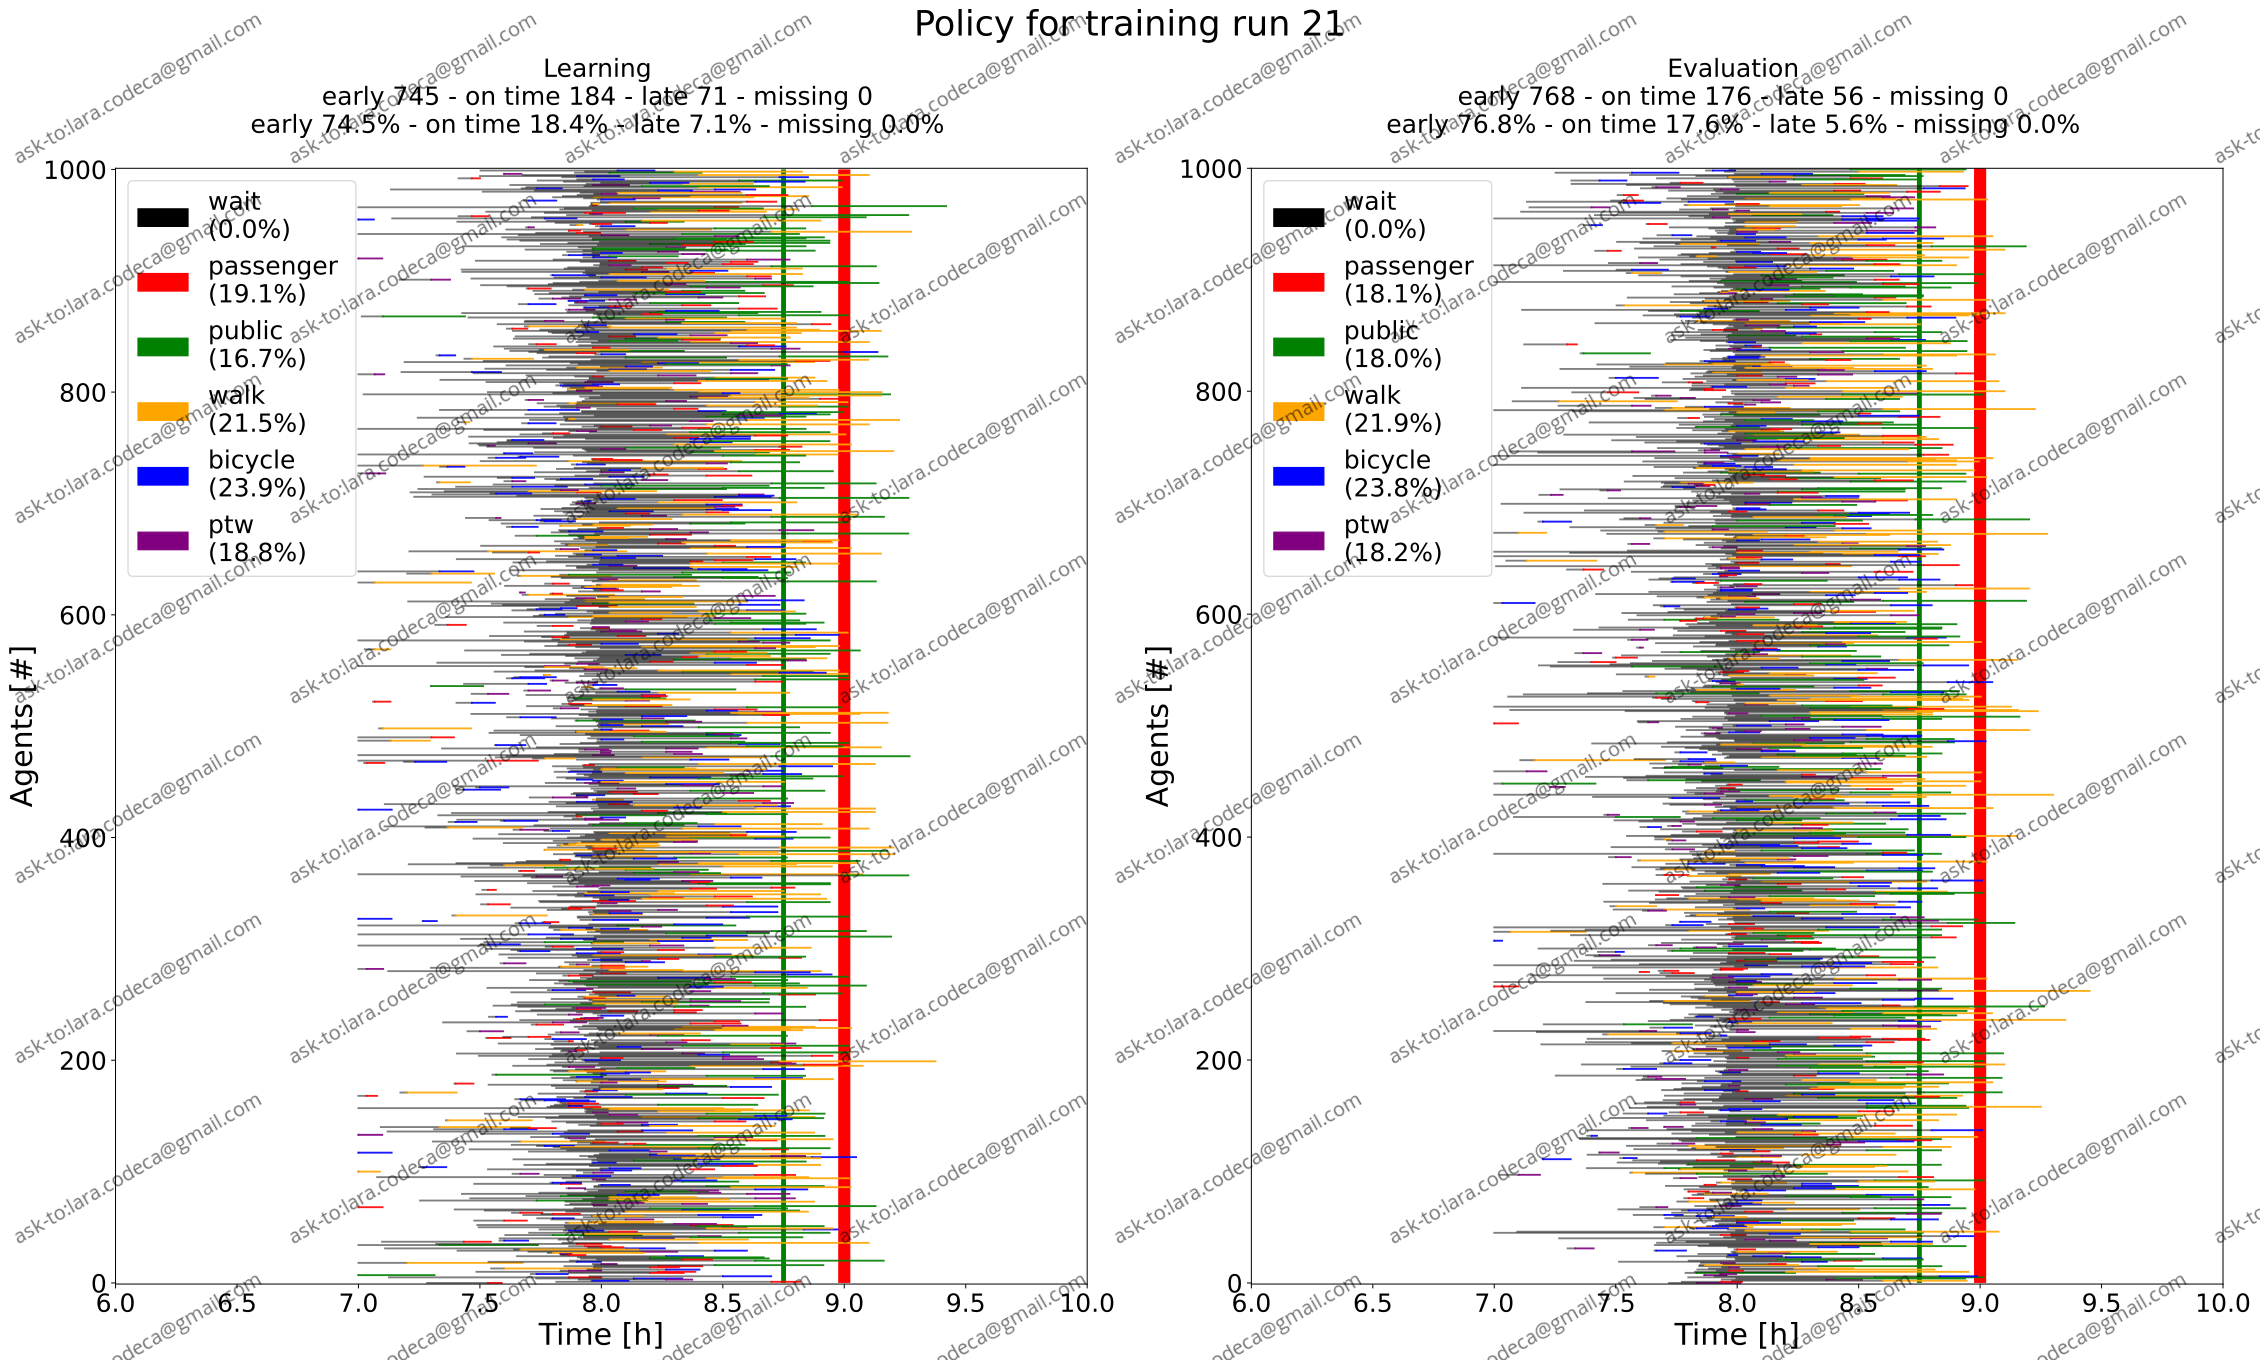 Policy for training run 21
Learning
early 745 - on time 184 - late 71 - missing 0
early 74.5% - on time 18.4% - late 7.1% - missing 0.0%
Evaluation
early 768 - on time 176 - late 56 - missing 0
early 76.8% - on time 17.6% - late 5.6% - missing 0.0%
wait
(0.0%)
passenger
(19.1%)
public
(16.7%)
walk
(21.5%)
bicycle
(23.9%)
ptw
(18.8%)
Agents [#]
1000
800
600
400
200
0
6.0 6.5 7.0 7.5 8.0 8.5 9.0 9.5 10.0
Time [h]
wait
(0.0%)
passenger
(18.1%)
public
(18.0%)
walk
(21.9%)
bicycle
(23.8%)
ptw
(18.2%)
Agents [#]
1000
800
600
400
200
0
6.0 6.5 7.0 7.5 8.0 8.5 9.0 9.5 10.0
Time [h]
ask-to:lara.codeca@gmail.com